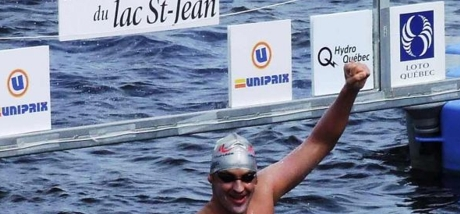 du lac St-Jean
UNIPRIX
UNIPRIX
Hydro
Québec
LOTO
QUÉBEC